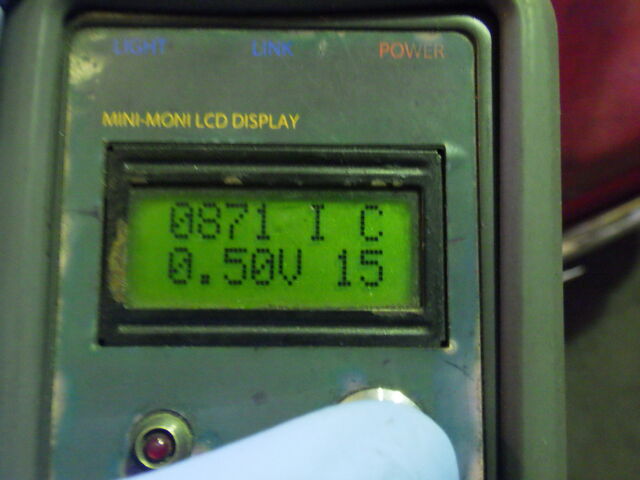 LIGHT LINK POWER
MINI-MONI LCD DISPLAY
0871 I C
0.50V 15